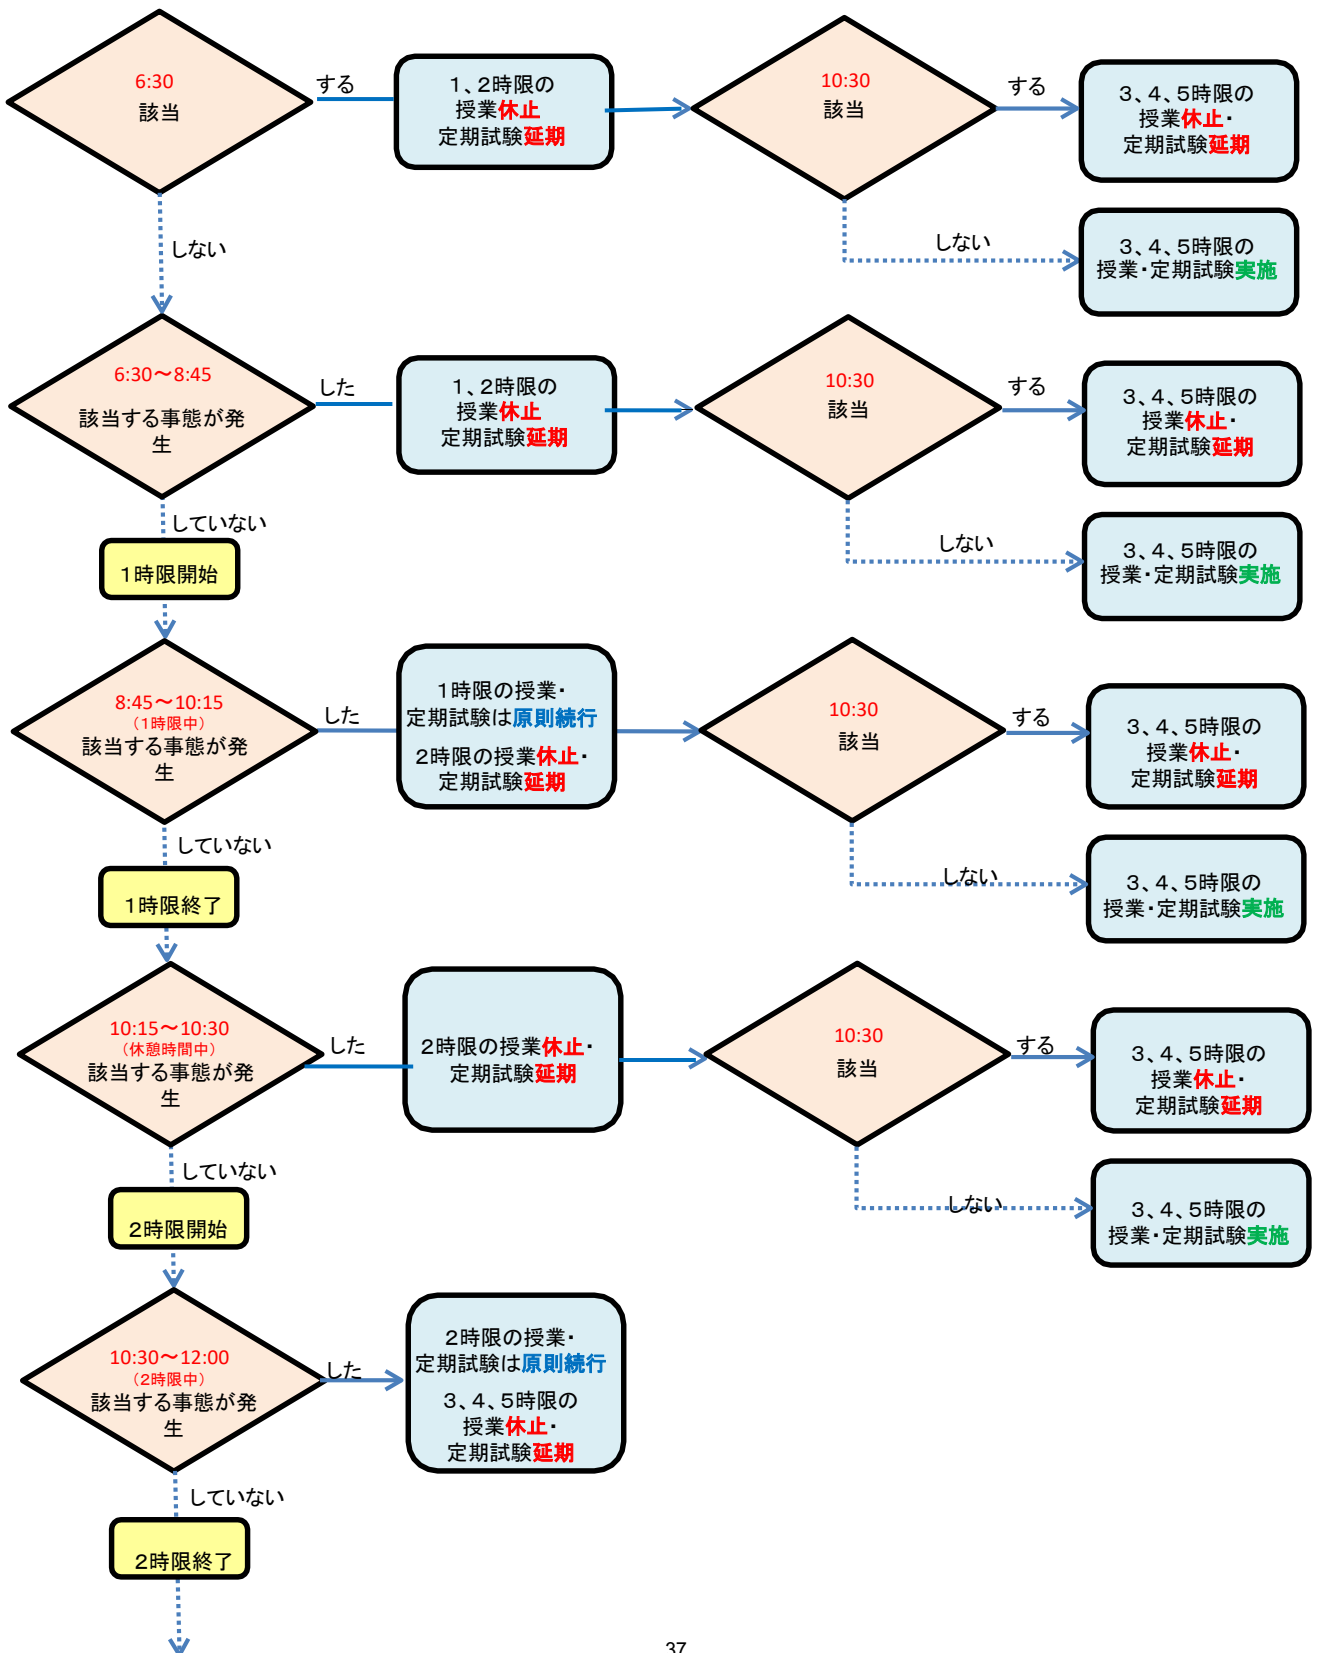 6:30
該当
する
1、2時限の
授業休止
定期試験延期
10:30
該当
する
3、4、5時限の
授業休止・
定期試験延期
しない
3、4、5時限の
授業・定期試験実施
しない
6:30～8:45
該当する事態が発
生
した
1、2時限の
授業休止
定期試験延期
10:30
該当
する
3、4、5時限の
授業休止・
定期試験延期
しない
3、4、5時限の
授業・定期試験実施
していない
1時限開始
8:45～10:15
（1時限中）
該当する事態が発
生
した
1時限の授業・
定期試験は原則続行
2時限の授業休止・
定期試験延期
10:30
該当
する
3、4、5時限の
授業休止・
定期試験延期
しない
3、4、5時限の
授業・定期試験実施
していない
1時限終了
10:15～10:30
（休憩時間中）
該当する事態が発
生
した
2時限の授業休止・
定期試験延期
10:30
該当
する
3、4、5時限の
授業休止・
定期試験延期
しない
3、4、5時限の
授業・定期試験実施
していない
2時限開始
10:30～12:00
（2時限中）
該当する事態が発
生
した
2時限の授業・
定期試験は原則続行
3、4、5時限の
授業休止・
定期試験延期
していない
2時限終了
37